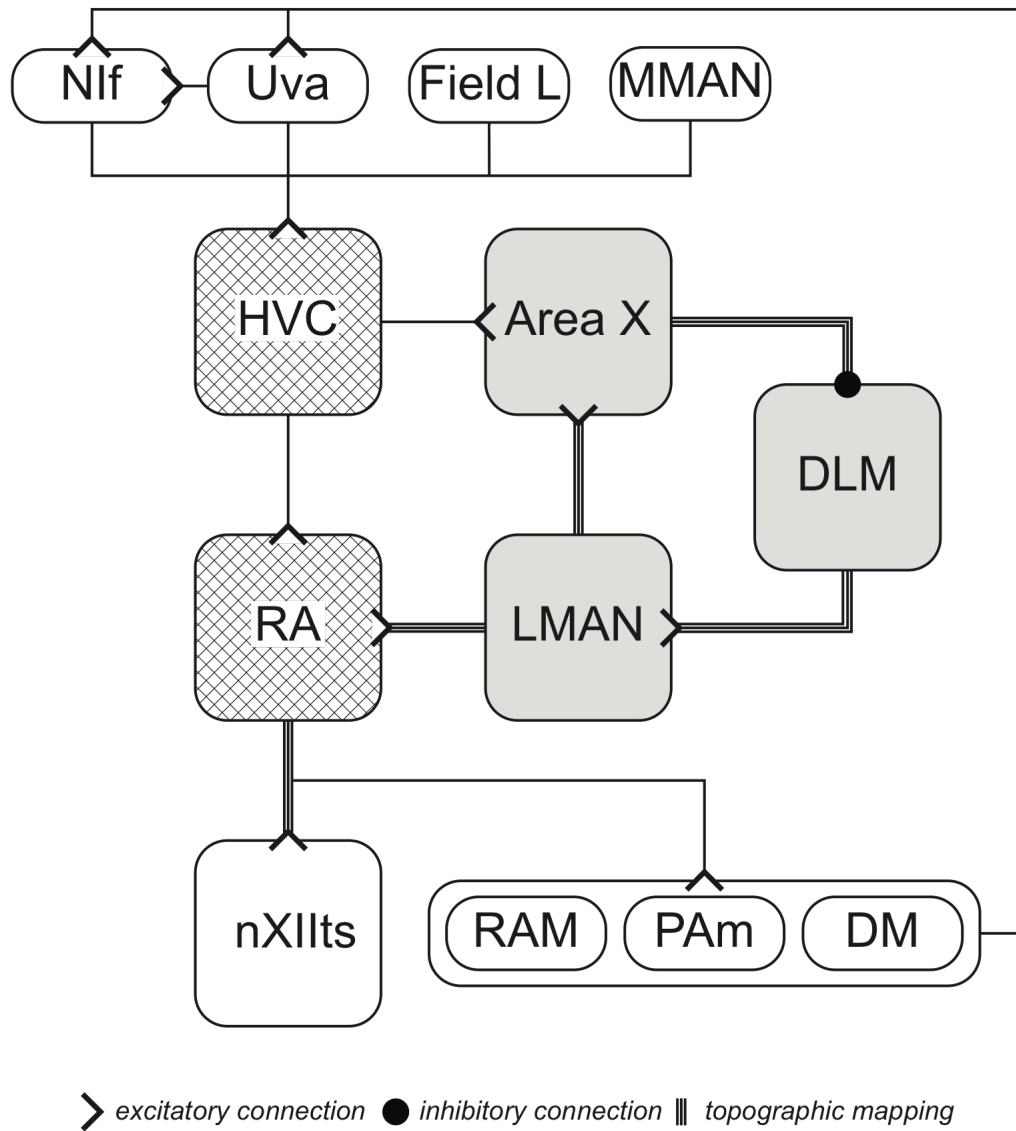 NIf
Uva
Field L
MMAN
HVC
Area X
DLM
RA
LMAN
nXIIts
RAM
PAm
DM
excitatory connection
inhibitory connection
topographic mapping